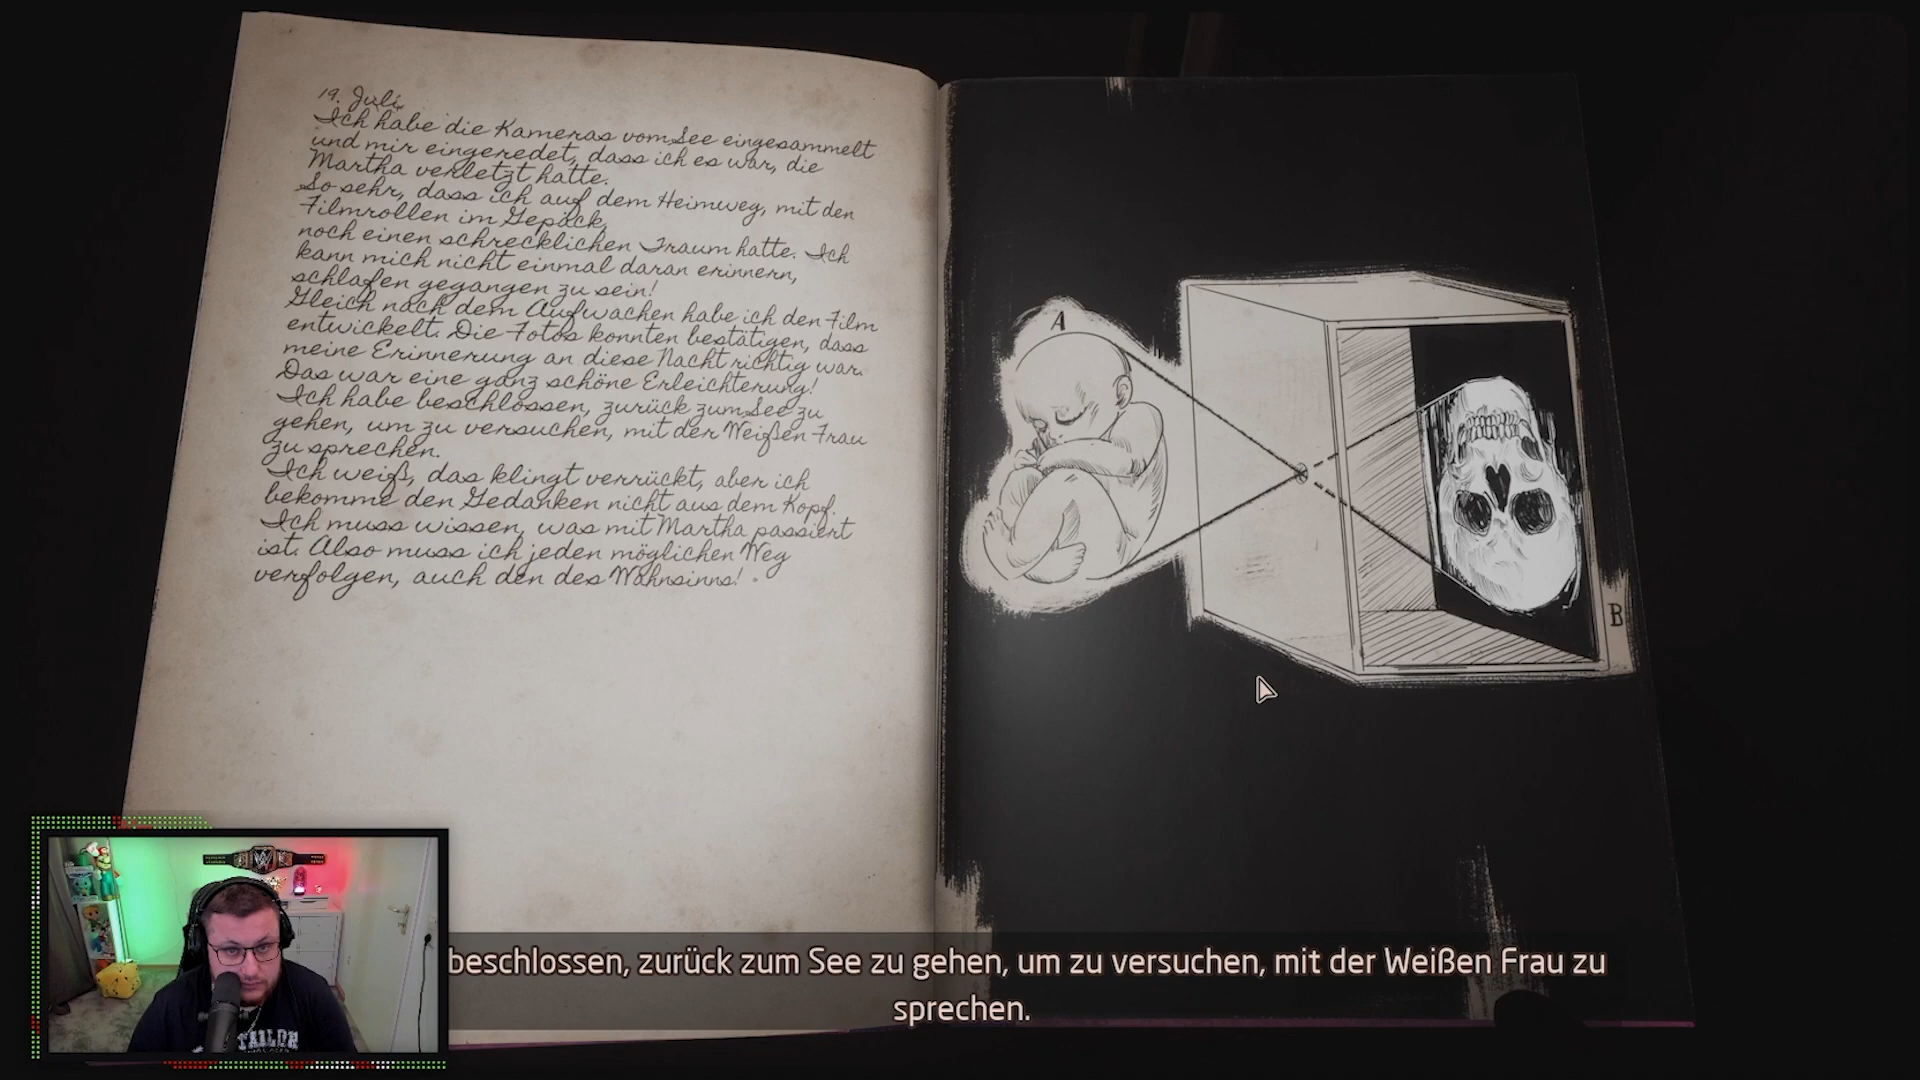 19. Juli
Ich habe die Kameras vom See eingesammelt
und mir eingeredet, dass ich es war, die
Martha verletzt hatte.
So sehr, dass ich auf dem Heimweg, mit den
Filmrollen im Gepäck,
noch einen schrecklichen Traum hatte. Ich
kann mich nicht einmal daran erinnern,
schlafen gegangen zu sein!
Gleich nach dem Aufwachen habe ich den Film
entwickelt. Die Fotos konnten bestätigen, dass
meine Erinnerung an diese Nacht richtig war.
Das war eine ganz schöne Erleichterung!
Ich habe beschlossen, zurück zum See zu
gehen, um zu versuchen, mit der Weißen Frau
zu sprechen.
Ich weiß, das klingt verrückt, aber ich
bekomme den Gedanken nicht aus dem Kopf.
Ich muss wissen, was mit Martha passiert
ist. Also muss ich jeden möglichen Weg
verfolgen, auch den des Wahnsinns!
A
B
beschlossen, zurück zum See zu gehen, um zu versuchen, mit der Weißen Frau zu
sprechen.